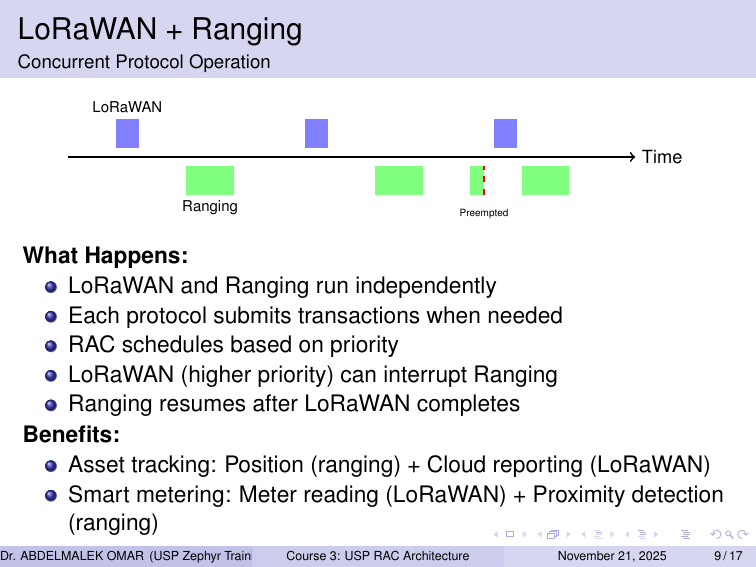 LoRaWAN + Ranging
Concurrent Protocol Operation
LoRaWAN
Time
Ranging
Preempted
What Happens:
LoRaWAN and Ranging run independently
Each protocol submits transactions when needed
RAC schedules based on priority
LoRaWAN (higher priority) can interrupt Ranging
Ranging resumes after LoRaWAN completes
Benefits:
Asset tracking: Position (ranging) + Cloud reporting (LoRaWAN)
Smart metering: Meter reading (LoRaWAN) + Proximity detection
(ranging)
Dr. ABDELMALEK OMAR (USP Zephyr Train Course 3: USP RAC Architecture November 21, 2025 9 / 17